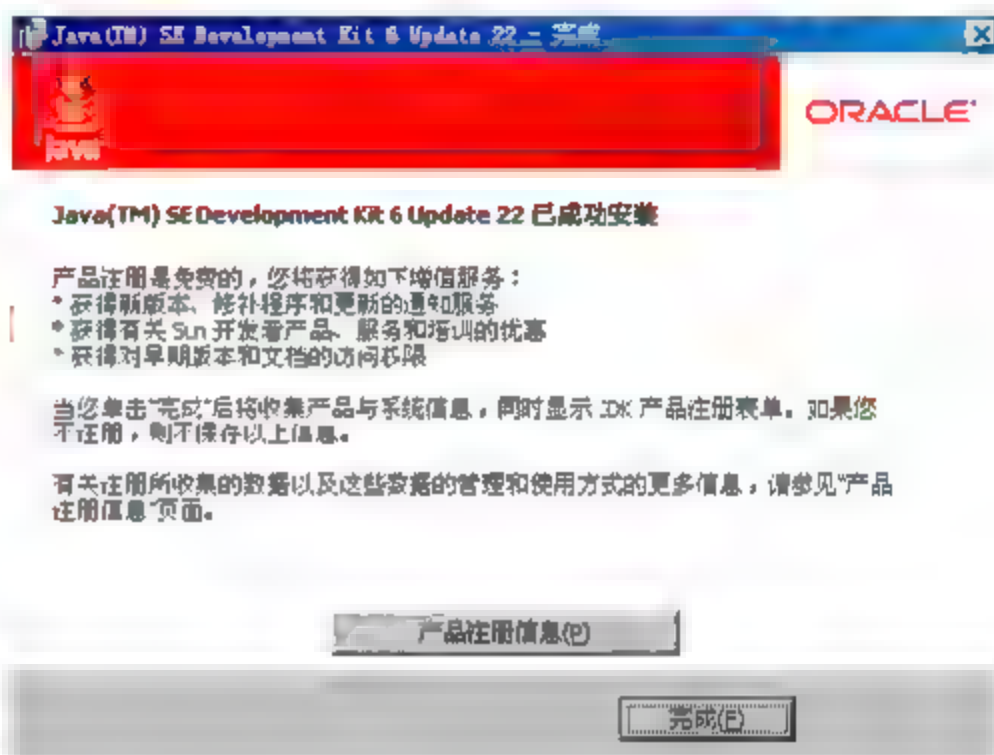 Java(TM) SE Development Kit 6 Update 22 - 完成
Java
ORACLE
Java(TM) SE Development Kit 6 Update 22 已成功安装
产品注册是免费的，您将获得如下增值服务：
* 获得新版本、修补程序和更新的通知服务
* 获得有关 Sun 开发者产品、服务和培训的优惠
* 获得对早期版本和文档的访问权限
当您单击"完成"后将收集产品与系统信息，同时显示 JDK 产品注册表单。如果您
不注册，则不保存以上信息。
有关注册所收集的数据以及这些数据的管理和使用方式的更多信息，请参见"产品
注册信息"页面。
产品注册信息(P)
完成(F)